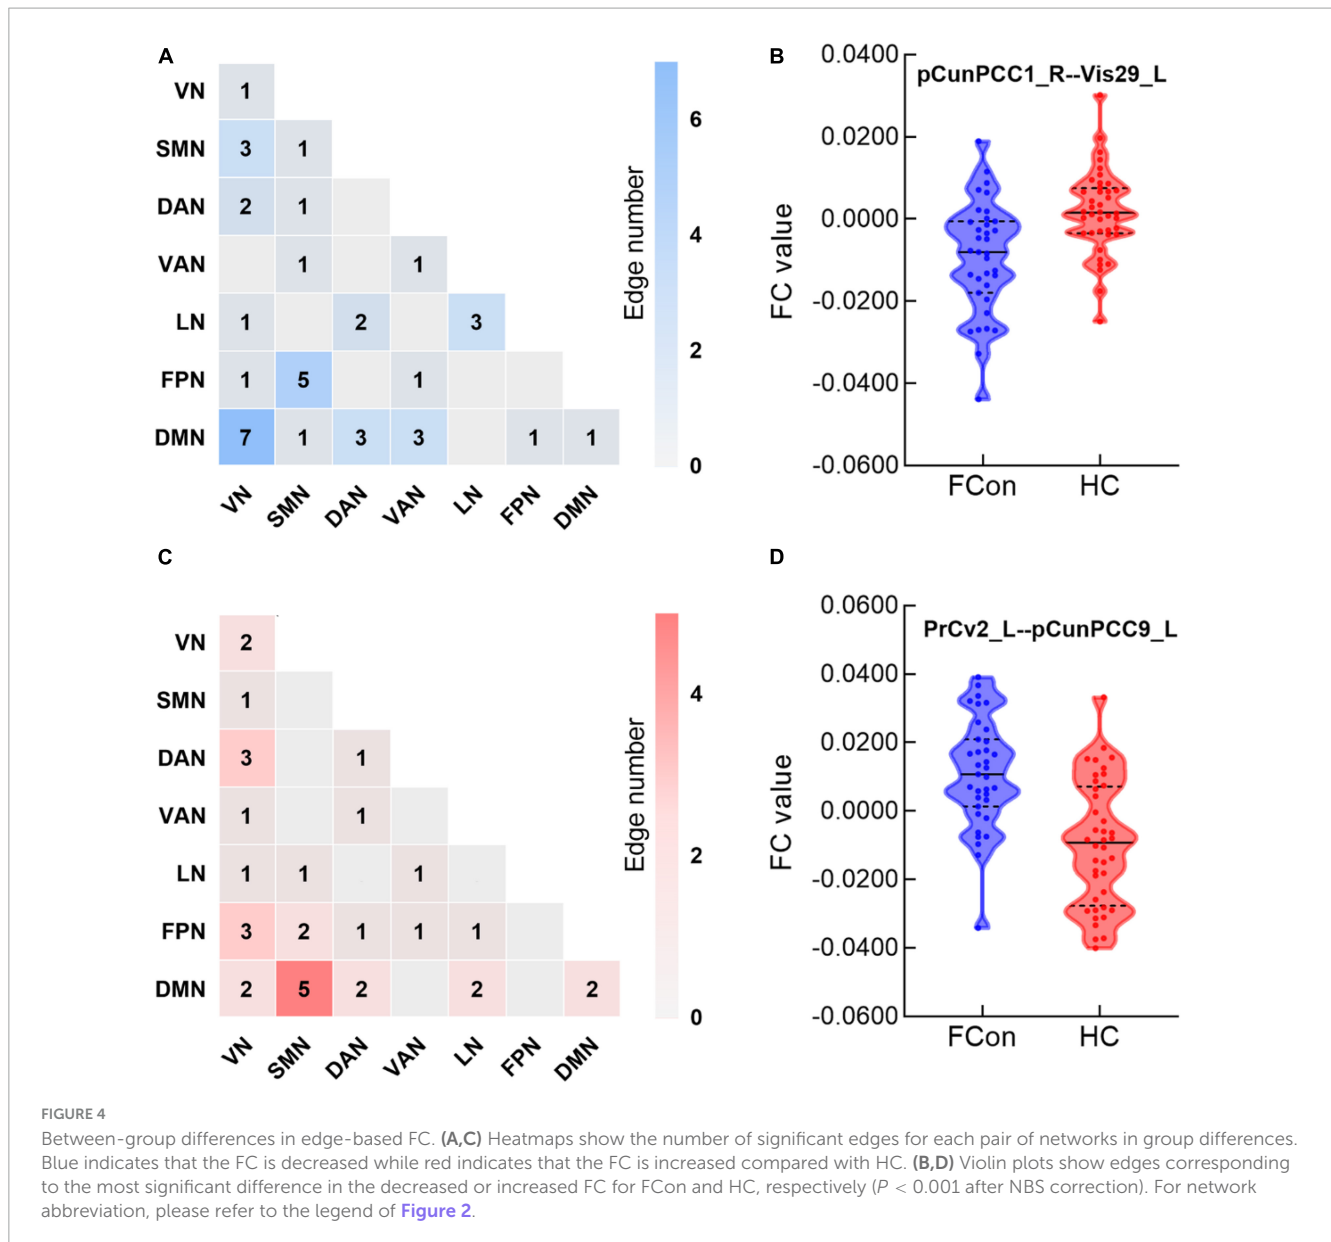 A
VN 1
SMN 3 1
DAN 2 1
VAN 1 1
LN 1 2 3
FPN 1 5 1
DMN 7 1 3 3 1 1
VN SMN DAN VAN LN FPN DMN
Edge number
6
4
2
0
B
pCunPCC1_R--Vis29_L
FC value
0.0400
0.0200
0.0000
-0.0200
-0.0400
-0.0600
FCon HC
C
VN 2
SMN 1
DAN 3 1
VAN 1 1
LN 1 1 1
FPN 3 2 1 1 1
DMN 2 5 2 2 2
VN SMN DAN VAN LN FPN DMN
Edge number
4
2
0
D
PrCv2_L--pCunPCC9_L
FC value
0.0600
0.0400
0.0200
0.0000
-0.0200
-0.0400
-0.0600
FCon HC
FIGURE 4
Between-group differences in edge-based FC. (A,C) Heatmaps show the number of significant edges for each pair of networks in group differences.
Blue indicates that the FC is decreased while red indicates that the FC is increased compared with HC. (B,D) Violin plots show edges corresponding
to the most significant difference in the decreased or increased FC for FCon and HC, respectively (P < 0.001 after NBS correction). For network
abbreviation, please refer to the legend of Figure 2.